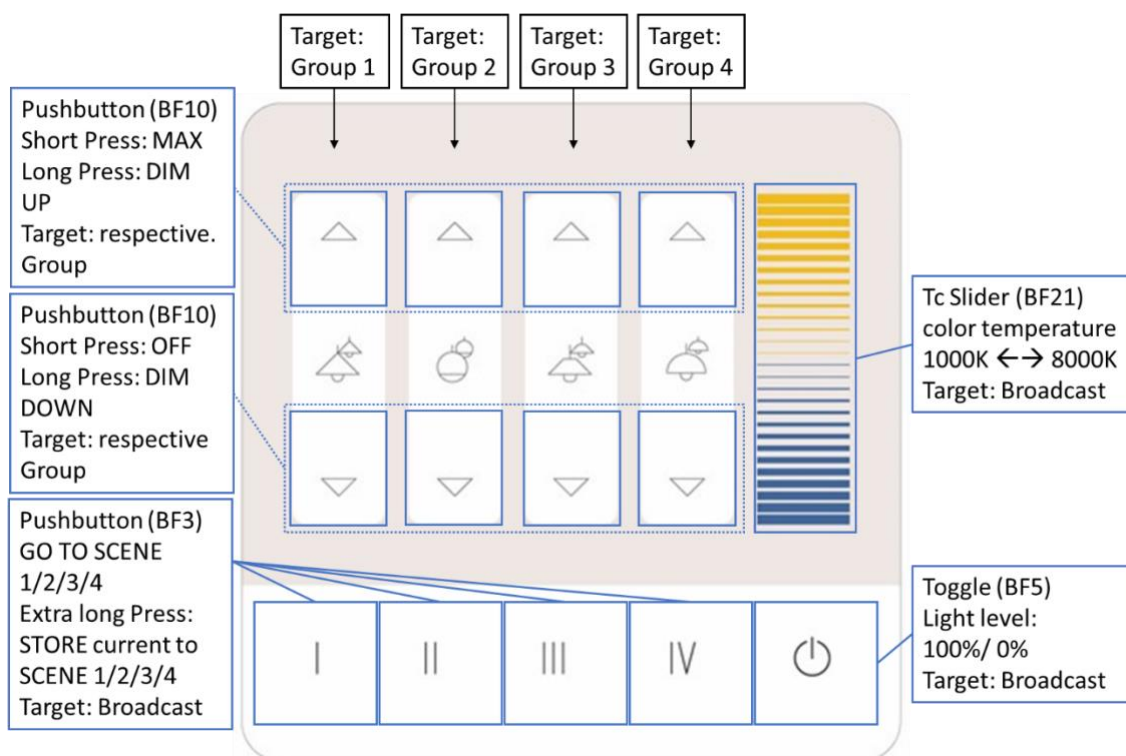 Target:
Group 1
Target:
Group 2
Target:
Group 3
Target:
Group 4
Pushbutton (BF10)
Short Press: MAX
Long Press: DIM
UP
Target: respective.
Group
Pushbutton (BF10)
Short Press: OFF
Long Press: DIM
DOWN
Target: respective
Group
Pushbutton (BF3)
GO TO SCENE
1/2/3/4
Extra long Press:
STORE current to
SCENE 1/2/3/4
Target: Broadcast
Tc Slider (BF21)
color temperature
1000K ←→ 8000K
Target: Broadcast
Toggle (BF5)
Light level:
100%/ 0%
Target: Broadcast
I
II
III
IV